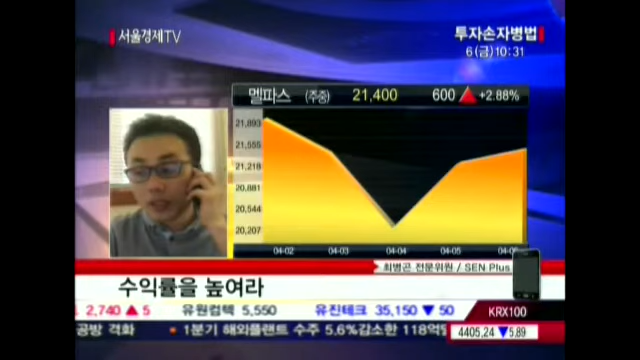 서울경제TV
투자손자병법
6(금)10:31
멜파스 (주중) 21,400 600 ▲ +2.88%
21,893
21,555
21,218
20,881
20,544
20,207
04-02 04-03 04-04 04-05
최병곤 전문위원 / SEN Plus
수익률을 높여라
2,740 ▲ 5 유원컴텍 5,550 유진테크 35,150 ▼ 50 KRX100
공방 격화 1분기 해외플랜트 수주 5.6%감소한 118억 4405.24 ▼5.89